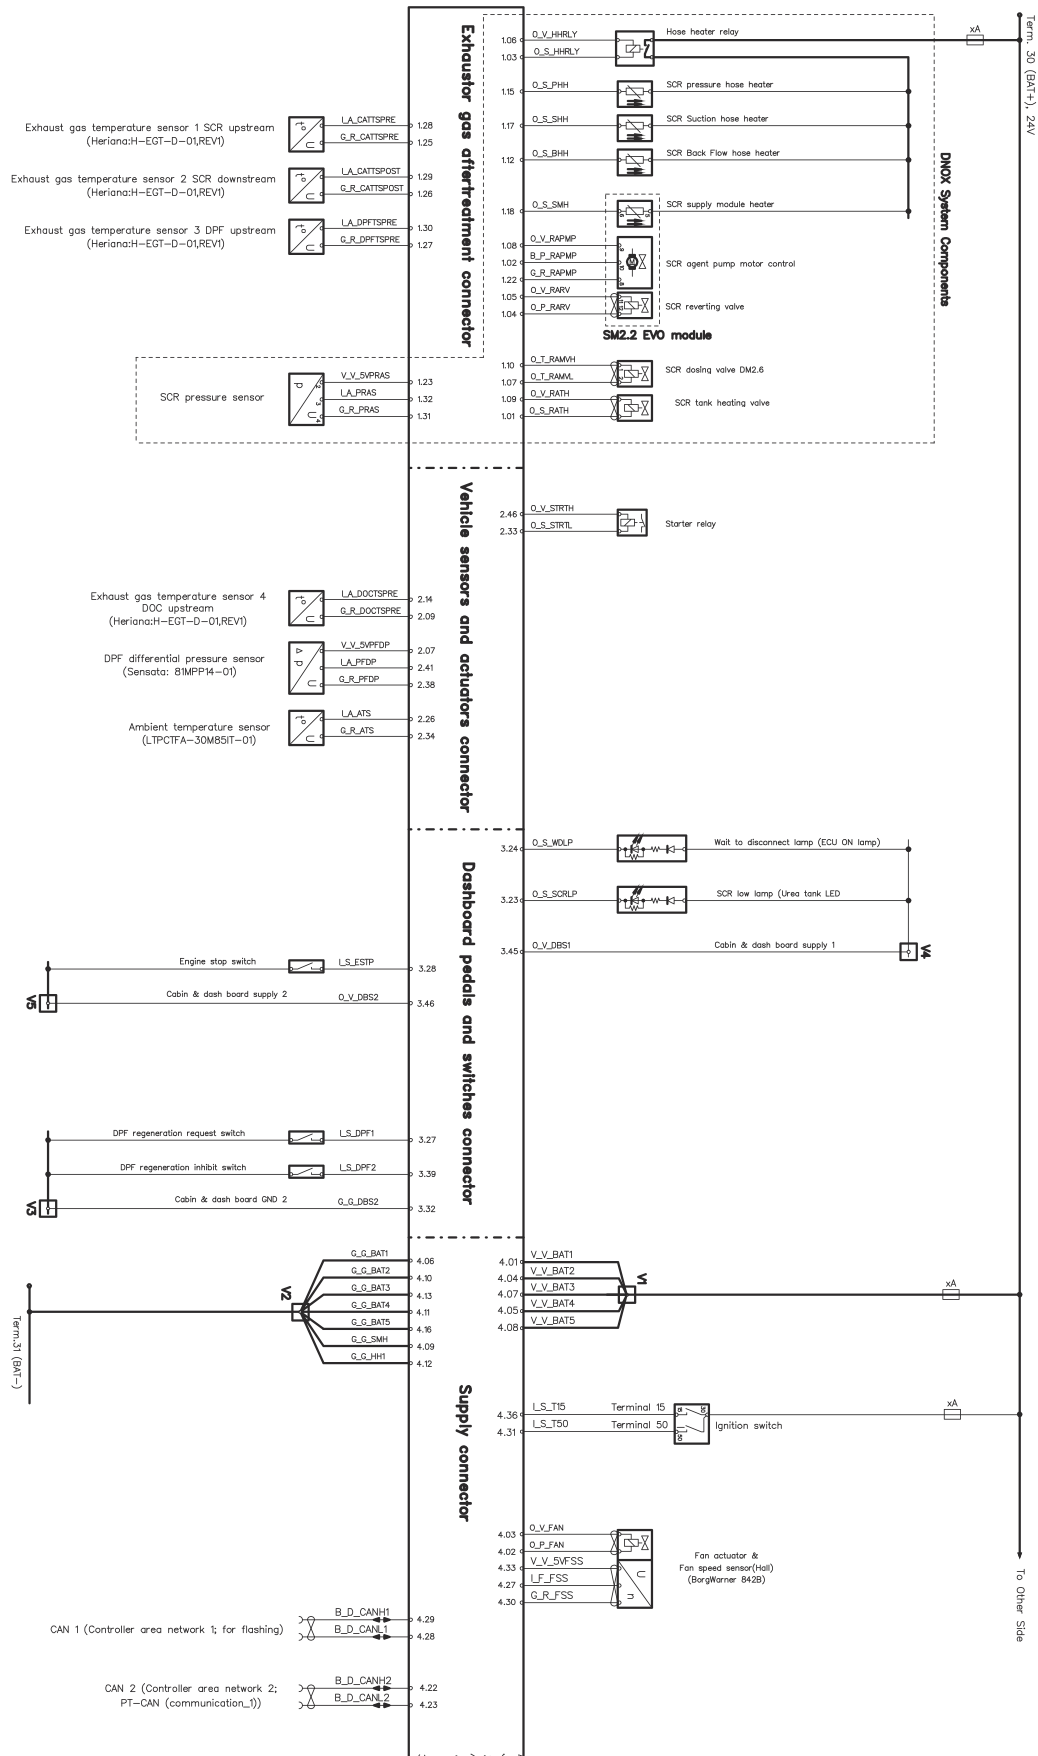 Term. 30 (BAT+), 24V
xA
Hose heater relay
1.06
O_V_HHRLY
1.03
O_S_HHRLY
1.15
O_S_PHH
SCR pressure hose heater
1.17
O_S_SHH
SCR Suction hose heater
1.12
O_S_BHH
SCR Back Flow hose heater
1.18
O_S_SMH
SCR supply module heater
1.08
O_V_RAPMP
1.02
B_P_RAPMP
SCR agent pump motor control
1.22
G_R_RAPMP
1.05
O_V_RARV
1.04
O_P_RARV
SCR reverting valve
SM2.2 EVO module
1.10
O_T_RAMVH
1.07
O_T_RAMVL
SCR dosing valve DM2.6
1.09
O_V_RATH
1.01
O_S_RATH
SCR tank heating valve
DNOX System Components
Exhaustor gas aftertreatment connector
Exhaust gas temperature sensor 1 SCR upstream
(Heriana:H-EGT-D-01,REV1)
t°
U
I_A_CATTSPRE
1.28
G_R_CATTSPRE
1.25
Exhaust gas temperature sensor 2 SCR downstream
(Heriana:H-EGT-D-01,REV1)
t°
U
I_A_CATTSPOST
1.29
G_R_CATTSPOST
1.26
Exhaust gas temperature sensor 3 DPF upstream
(Heriana:H-EGT-D-01,REV1)
t°
U
I_A_DPFTSPRE
1.30
G_R_DPFTSPRE
1.27
SCR pressure sensor
p
U
2
3
4
V_V_5VPRAS
1.23
I_A_PRAS
1.32
G_R_PRAS
1.31
Vehicle sensors and actuators connector
2.46
O_V_STRTH
2.33
O_S_STRTL
Starter relay
Exhaust gas temperature sensor 4
DOC upstream
(Heriana:H-EGT-D-01,REV1)
t°
U
I_A_DOCTSPRE
2.14
G_R_DOCTSPRE
2.09
DPF differential pressure sensor
(Sensata: 81MPP14-01)
Δ p
U
V_V_5VPFDP
2.07
I_A_PFDP
2.41
G_R_PFDP
2.38
Ambient temperature sensor
(LTPCTFA-30M85IT-01)
t°
U
I_A_ATS
2.26
G_R_ATS
2.34
Dashboard pedals and switches connector
3.24
O_S_WDLP
Wait to disconnect lamp (ECU ON lamp)
3.23
O_S_SCRLP
SCR low lamp (Urea tank LED
3.45
O_V_DBS1
Cabin & dash board supply 1
V4
Engine stop switch
I_S_ESTP
3.28
V5
Cabin & dash board supply 2
O_V_DBS2
3.46
DPF regeneration request switch
I_S_DPF1
3.27
DPF regeneration inhibit switch
I_S_DPF2
3.39
V3
Cabin & dash board GND 2
G_G_DBS2
3.32
Supply connector
G_G_BAT1
4.06
G_G_BAT2
4.10
G_G_BAT3
4.13
G_G_BAT4
4.11
G_G_BAT5
4.16
G_G_SMH
4.09
G_G_HH1
4.12
V2
Term.31 (BAT-)
4.01
V_V_BAT1
4.04
V_V_BAT2
4.07
V_V_BAT3
4.05
V_V_BAT4
4.08
V_V_BAT5
V1
xA
4.36
I_S_T15
Terminal 15
4.31
I_S_T50
Terminal 50
15
30
50
Ignition switch
xA
4.03
O_V_FAN
4.02
O_P_FAN
4.33
V_V_5VFSS
4.27
I_F_FSS
4.30
G_R_FSS
U
n
Fan actuator &
Fan speed sensor(Hall)
(BorgWarner 842B)
To Other Side
CAN 1 (Controller area network 1; for flashing)
B_D_CANH1
4.29
B_D_CANL1
4.28
CAN 2 (Controller area network 2;
PT-CAN (communication_1))
B_D_CANH2
4.22
B_D_CANL2
4.23